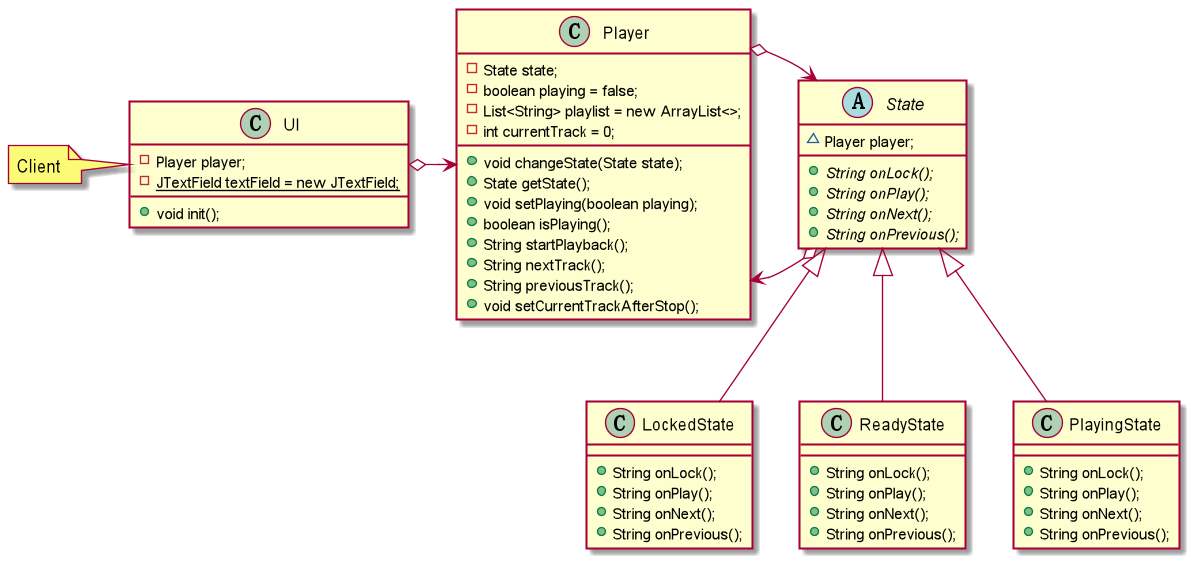 Client
C UI
Player player;
JTextField textField = new JTextField;
void init();
C Player
State state;
boolean playing = false;
List<String> playlist = new ArrayList<>;
int currentTrack = 0;
void changeState(State state);
State getState();
void setPlaying(boolean playing);
boolean isPlaying();
String startPlayback();
String nextTrack();
String previousTrack();
void setCurrentTrackAfterStop();
A State
Player player;
String onLock();
String onPlay();
String onNext();
String onPrevious();
C LockedState
String onLock();
String onPlay();
String onNext();
String onPrevious();
C ReadyState
String onLock();
String onPlay();
String onNext();
String onPrevious();
C PlayingState
String onLock();
String onPlay();
String onNext();
String onPrevious();